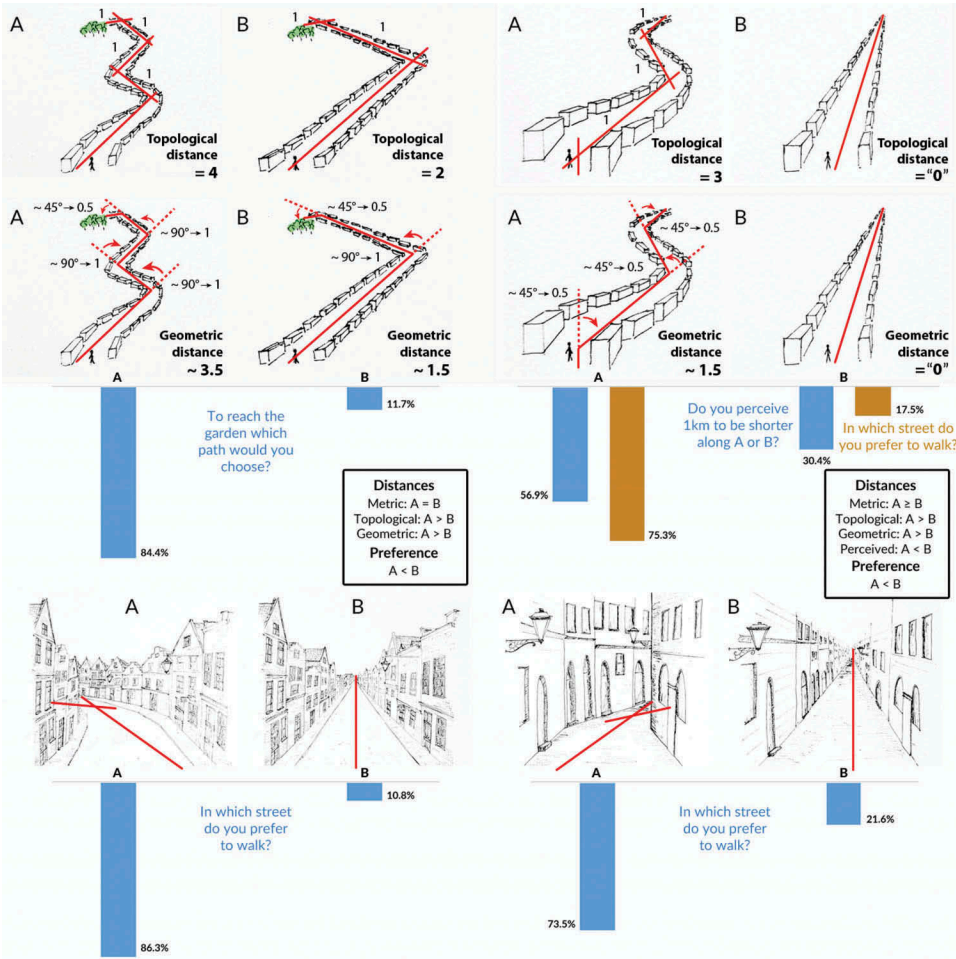 A
1
1
1
1
Topological
distance
= 4
B
1
1
Topological
distance
= 2
A
1
1
1
Topological
distance
= 3
B
Topological
distance
="0"
A
~ 45°→ 0.5
~ 90°→ 1
~ 90°→ 1
~ 90°→ 1
Geometric
distance
~ 3.5
B
~ 45°→ 0.5
~ 90°→ 1
Geometric
distance
~ 1.5
A
~ 45°→ 0.5
~ 45°→ 0.5
~ 45°→ 0.5
Geometric
distance
~ 1.5
B
Geometric
distance
="0"
A
B
84.4%
11.7%
To reach the
garden which
path would you
choose?
Distances
Metric: A = B
Topological: A > B
Geometric: A > B
Preference
A < B
A
B
56.9%
75.3%
30.4%
17.5%
Do you perceive
1km to be shorter
along A or B?
In which street do
you prefer to walk?
Distances
Metric: A ≥ B
Topological: A > B
Geometric: A > B
Perceived: A < B
Preference
A < B
A
B
A
B
86.3%
10.8%
In which street
do you prefer
to walk?
A
B
A
B
73.5%
21.6%
In which street
do you prefer
to walk?